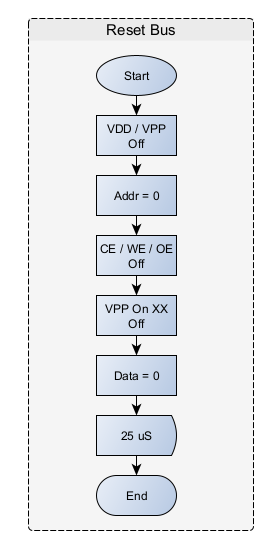 Reset Bus
Start
VDD / VPP
Off
Addr = 0
CE / WE / OE
Off
VPP On XX
Off
Data = 0
25 uS
End